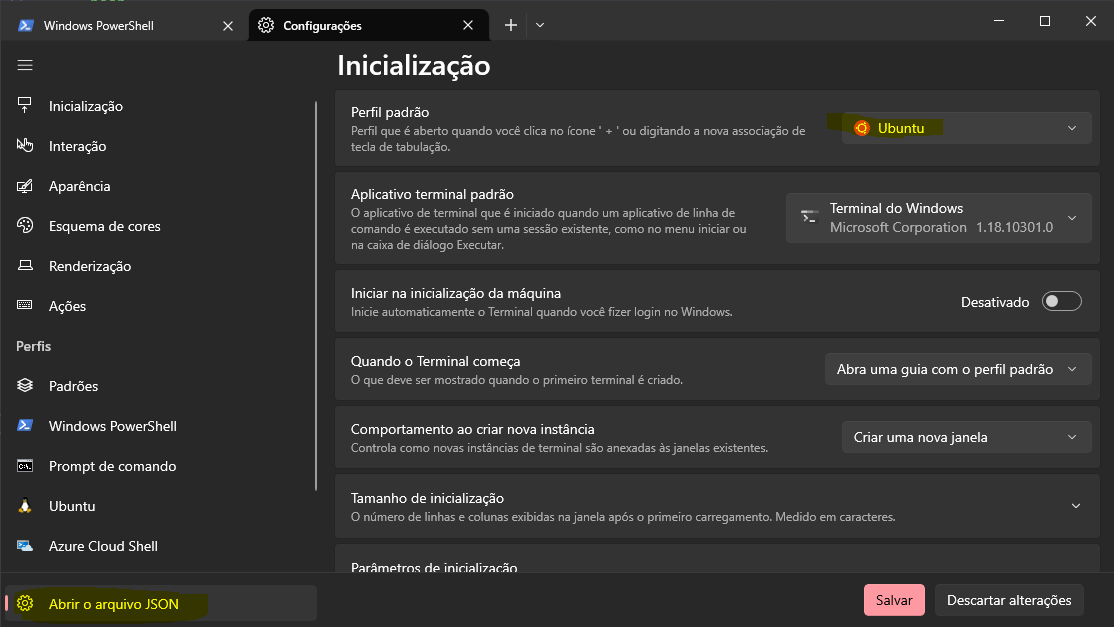 Windows PowerShell
Configurações
Inicialização
Interação
Aparência
Esquema de cores
Renderização
Ações
Perfis
Padrões
Windows PowerShell
Prompt de comando
Ubuntu
Azure Cloud Shell
Abrir o arquivo JSON
Inicialização
Perfil padrão
Perfil que é aberto quando você clica no ícone ' + ' ou digitando a nova associação de
tecla de tabulação.
Ubuntu
Aplicativo terminal padrão
O aplicativo de terminal que é iniciado quando um aplicativo de linha de
comando é executado sem uma sessão existente, como no menu iniciar ou
na caixa de diálogo Executar.
Terminal do Windows
Microsoft Corporation 1.18.10301.0
Iniciar na inicialização da máquina
Inicie automaticamente o Terminal quando você fizer login no Windows.
Desativado
Quando o Terminal começa
O que deve ser mostrado quando o primeiro terminal é criado.
Abra uma guia com o perfil padrão
Comportamento ao criar nova instância
Controla como novas instâncias de terminal são anexadas às janelas existentes.
Criar uma nova janela
Tamanho de inicialização
O número de linhas e colunas exibidas na janela após o primeiro carregamento. Medido em caracteres.
Parâmetros de inicialização
Salvar
Descartar alterações